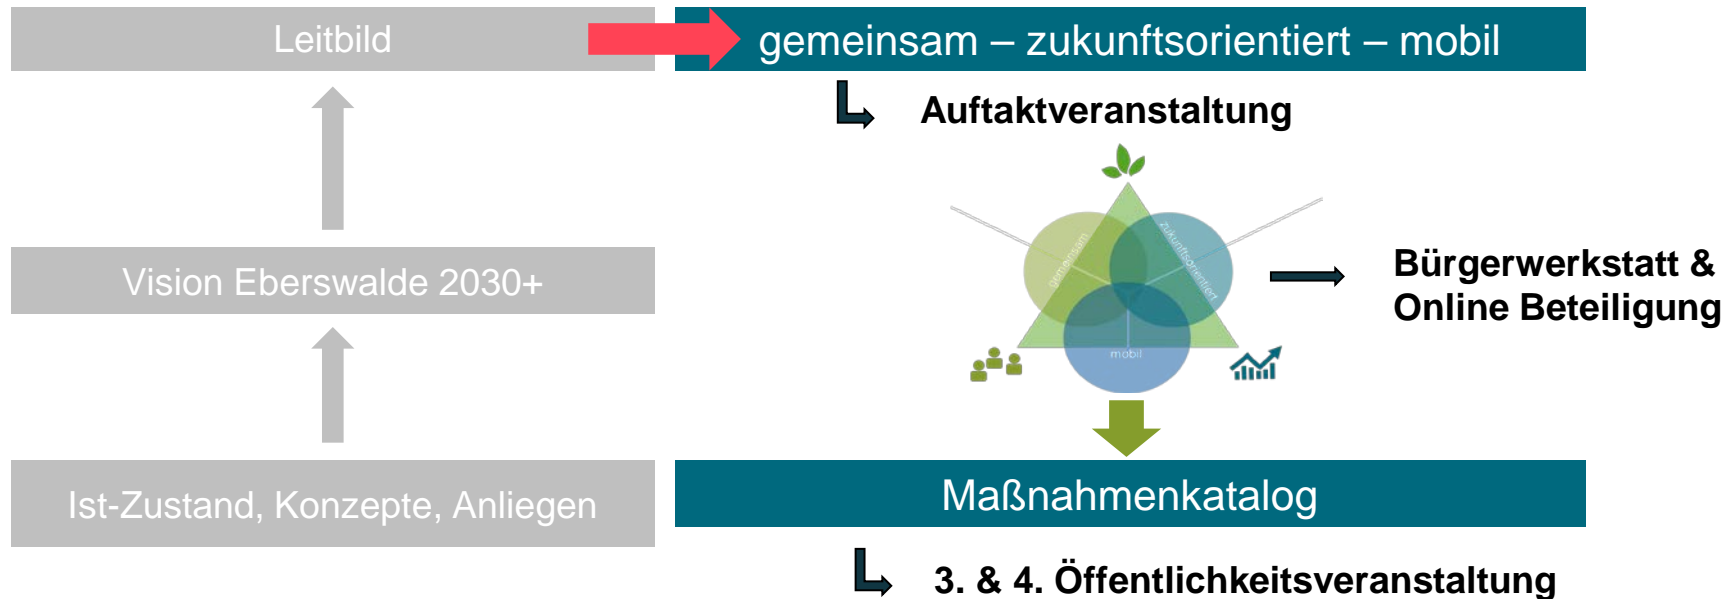 Leitbild
gemeinsam – zukunftsorientiert – mobil
Auftaktveranstaltung
gemeinsam
zukunftsorientiert
mobil
Vision Eberswalde 2030+
Bürgerwerkstatt &
Online Beteiligung
Ist-Zustand, Konzepte, Anliegen
Maßnahmenkatalog
3. & 4. Öffentlichkeitsveranstaltung